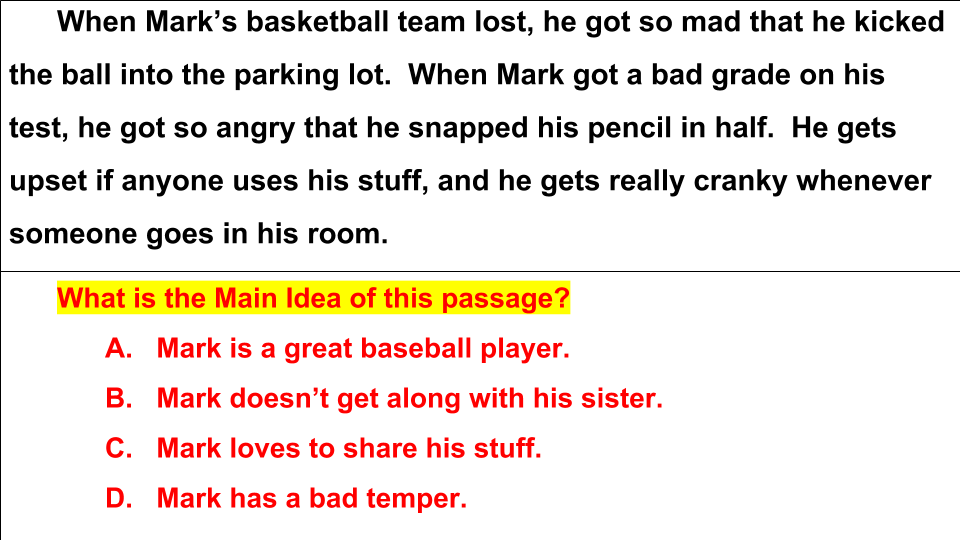 When Mark’s basketball team lost, he got so mad that he kicked
the ball into the parking lot.  When Mark got a bad grade on his
test, he got so angry that he snapped his pencil in half.  He gets
upset if anyone uses his stuff, and he gets really cranky whenever
someone goes in his room.
What is the Main Idea of this passage?
A. Mark is a great baseball player.
B. Mark doesn’t get along with his sister.
C. Mark loves to share his stuff.
D. Mark has a bad temper.